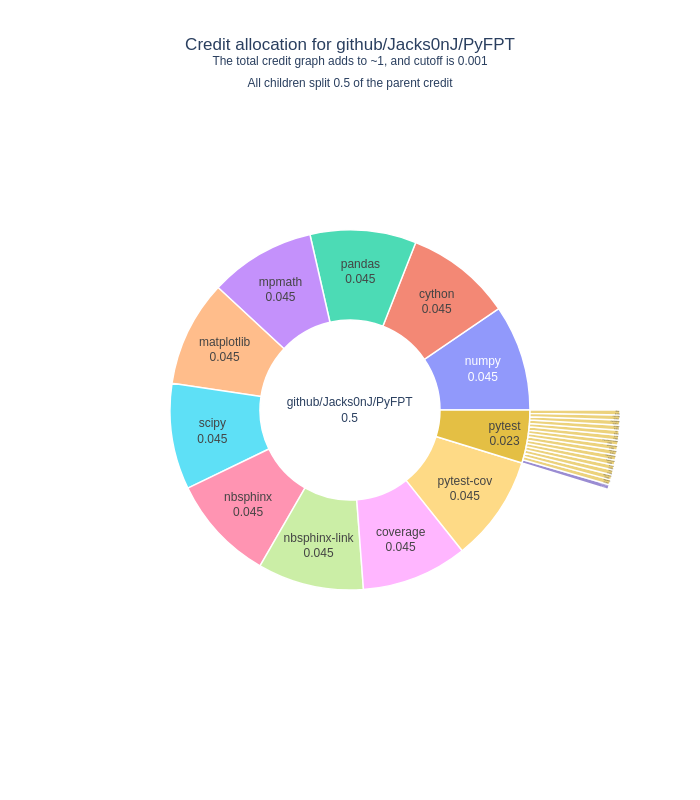 Credit allocation for github/Jacks0nJ/PyFPT
The total credit graph adds to ~1, and cutoff is 0.001
All children split 0.5 of the parent credit
pandas
0.045
mpmath
0.045
cython
0.045
matplotlib
0.045
numpy
0.045
github/Jacks0nJ/PyFPT
0.5
scipy
0.045
pytest
0.023
nbsphinx
0.045
pytest-cov
0.045
nbsphinx-link
0.045
coverage
0.045